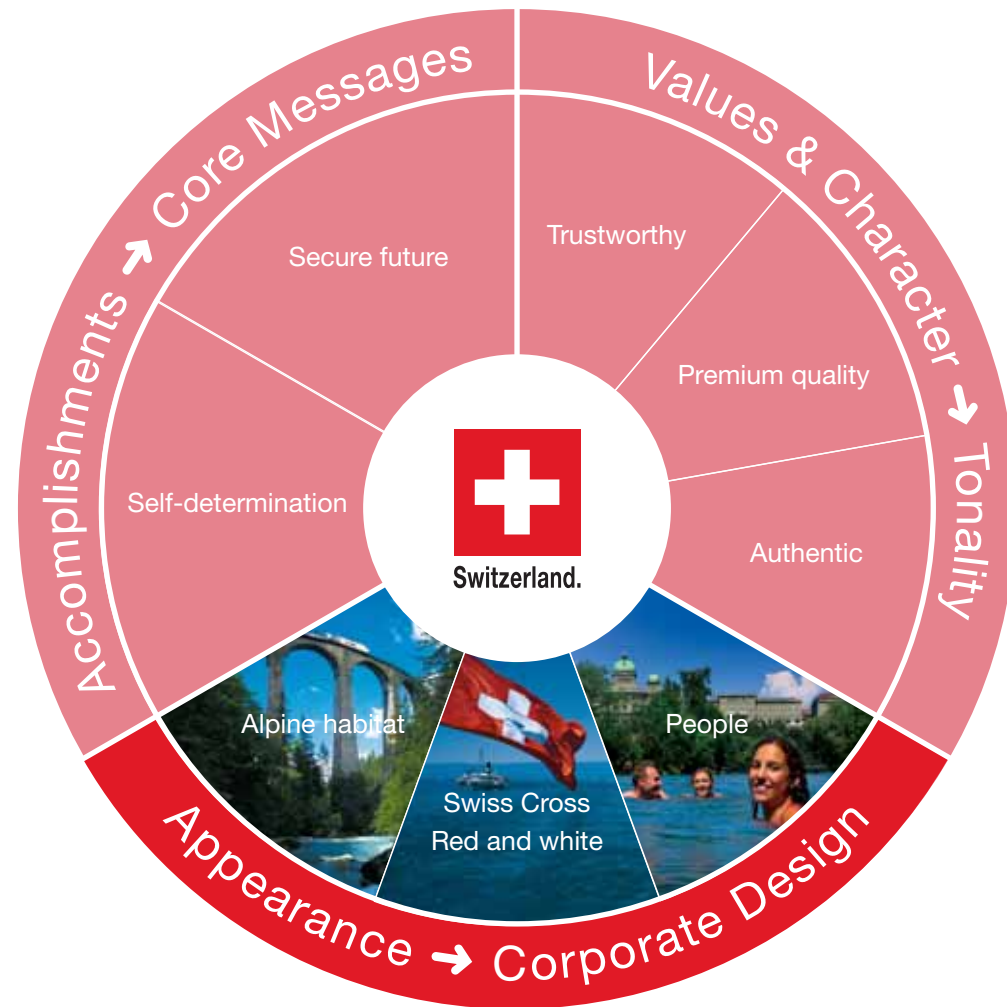 Accomplishments → Core Messages
Values & Character → Tonality
Secure future
Trustworthy
Premium quality
Self-determination
Authentic
Switzerland.
Alpine habitat
People
Swiss Cross
Red and white
Appearance → Corporate Design